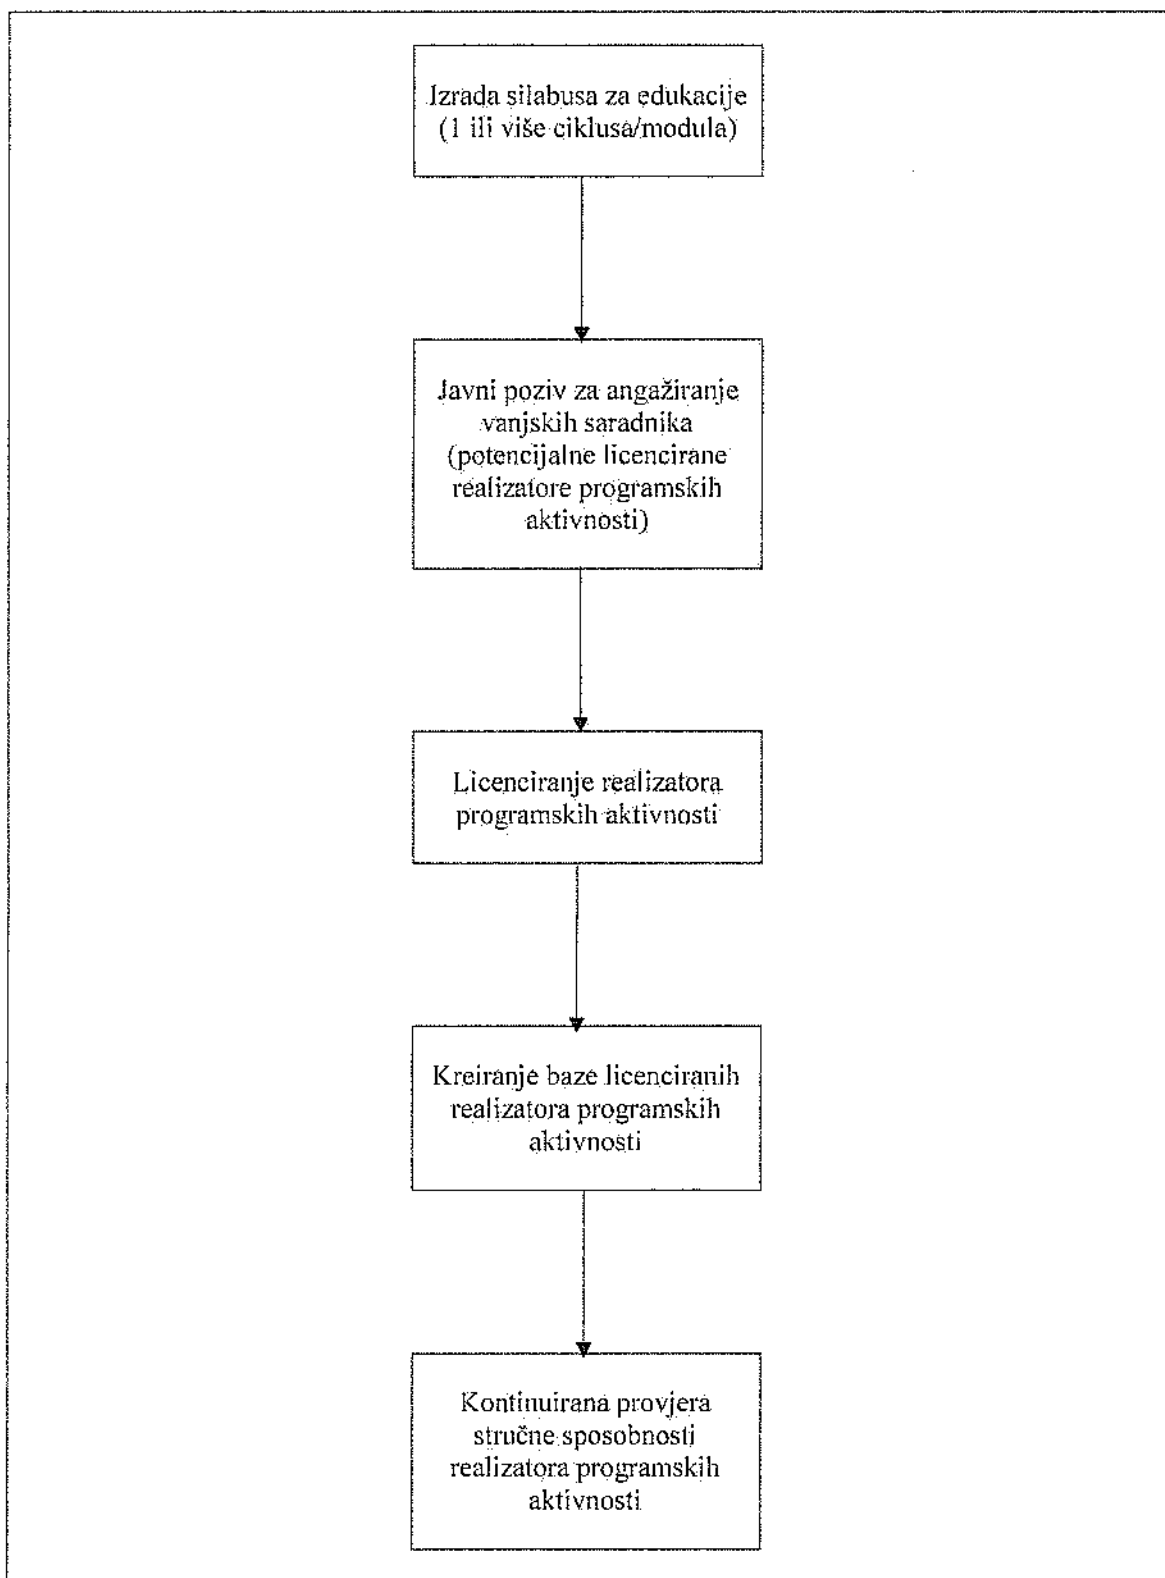 Izrada silabusa za edukacije
(1 ili više ciklusa/modula)
Javni poziv za angažiranje
vanjskih saradnika
(potencijalne licencirane
realizatore programskih
aktivnosti)
Licenciranje realizatora
programskih aktivnosti
Kreiranje baze licenciranih
realizatora programskih
aktivnosti
Kontinuirana provjera
stručne sposobnosti
realizatora programskih
aktivnosti